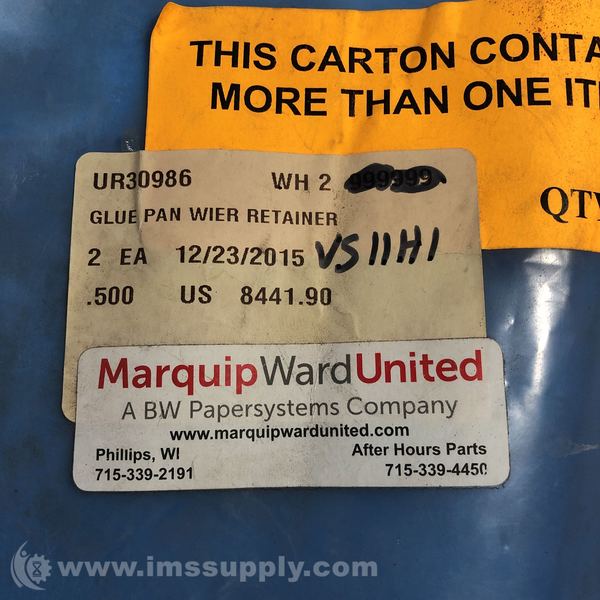 THIS CARTON CONTA
MORE THAN ONE IT
QTY
UR30986 WH 2 999999
GLUE PAN WIER RETAINER
2 EA 12/23/2015 VS11H1
.500 US 8441.90
MarquipWardUnited
A BW Papersystems Company
www.marquipwardunited.com
Phillips, WI After Hours Parts
715-339-2191 715-339-4450
www.imssupply.com